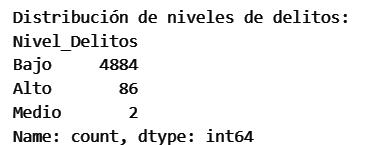 Distribución de niveles de delitos:
Nivel_Delitos
Bajo 4884
Alto 86
Medio 2
Name: count, dtype: int64